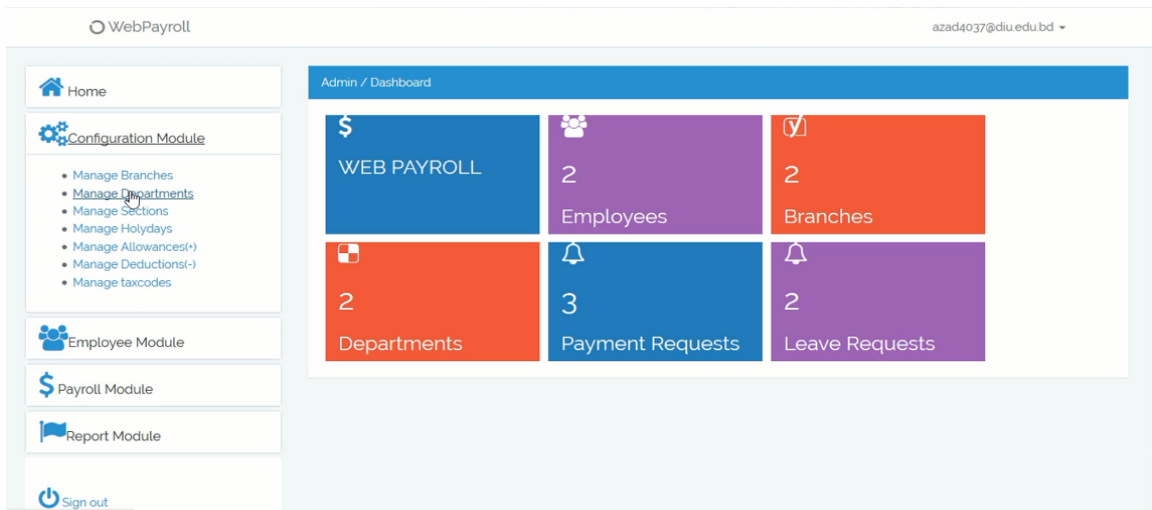 WebPayroll
azad4037@diu.edu.bd
Home
Configuration Module
Manage Branches
Manage Departments
Manage Sections
Manage Holydays
Manage Allowances(+)
Manage Deductions(-)
Manage taxcodes
Employee Module
Payroll Module
Report Module
Sign out
Admin / Dashboard
WEB PAYROLL
2
Employees
2
Branches
2
Departments
3
Payment Requests
2
Leave Requests